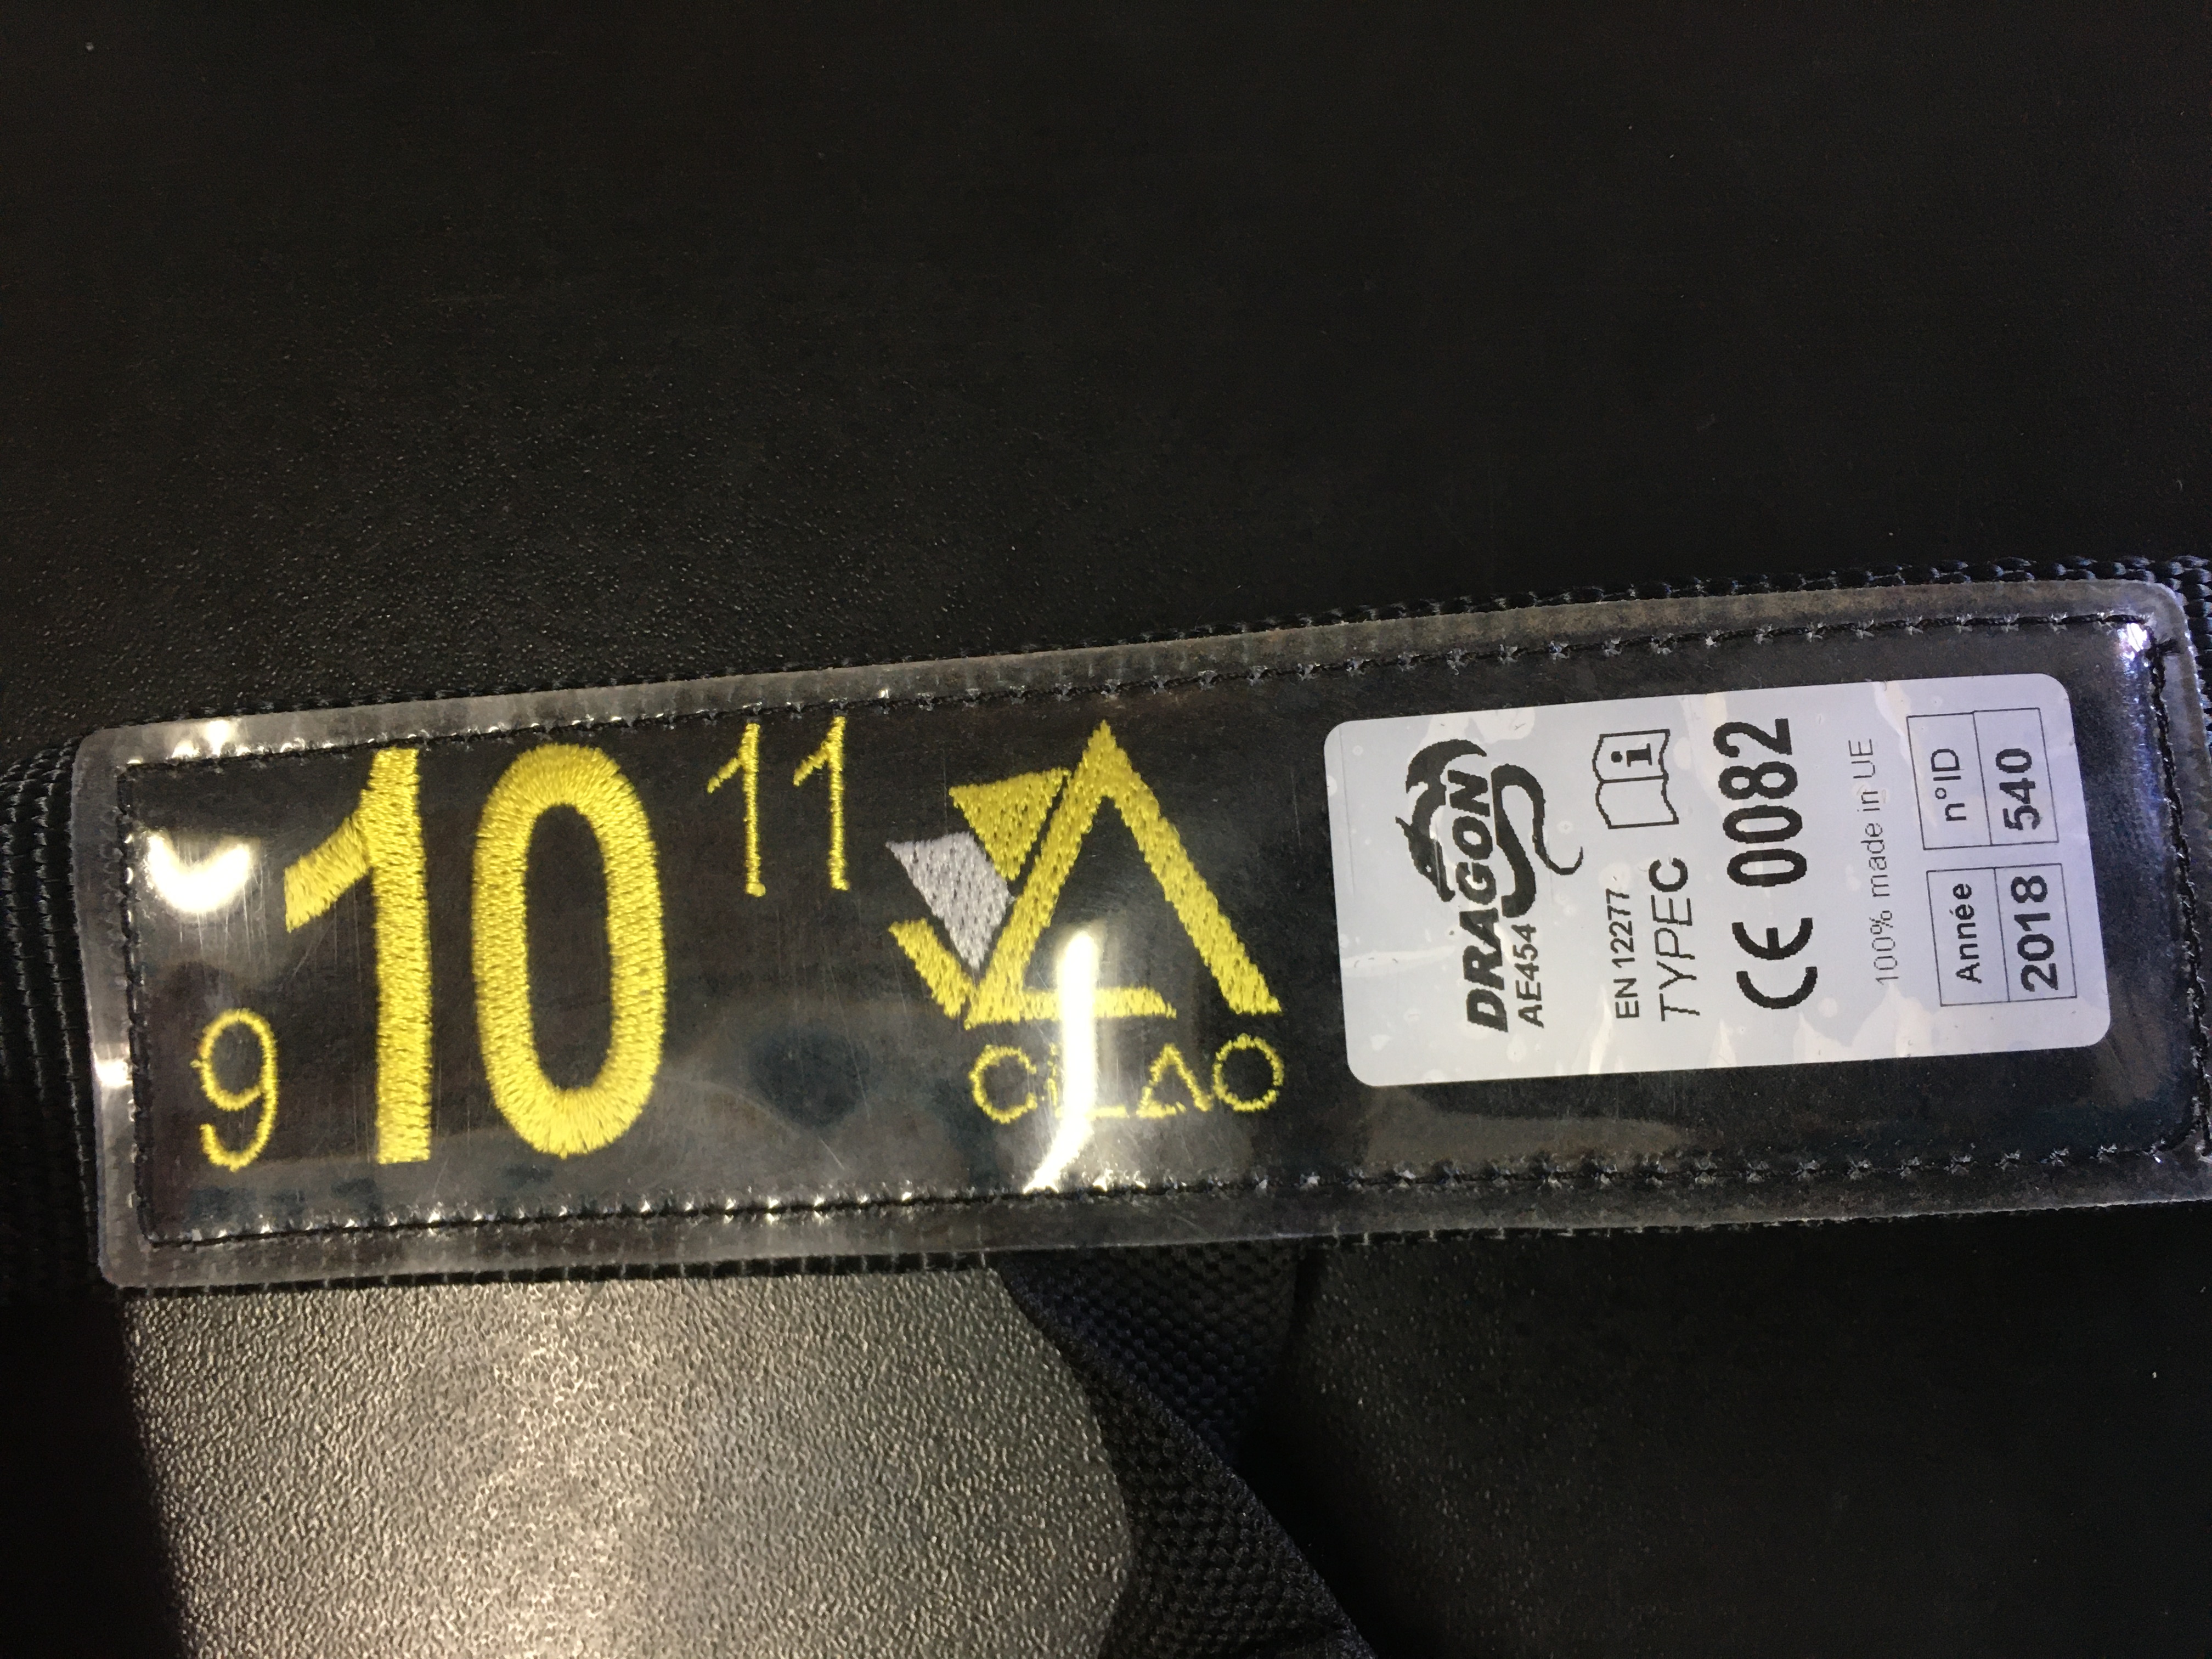 9 10 11
CiLAO
DRAGON
AE454
EN 12277
TYPE C
CE 0082
100% made in UE
Année
2018
n°ID
540